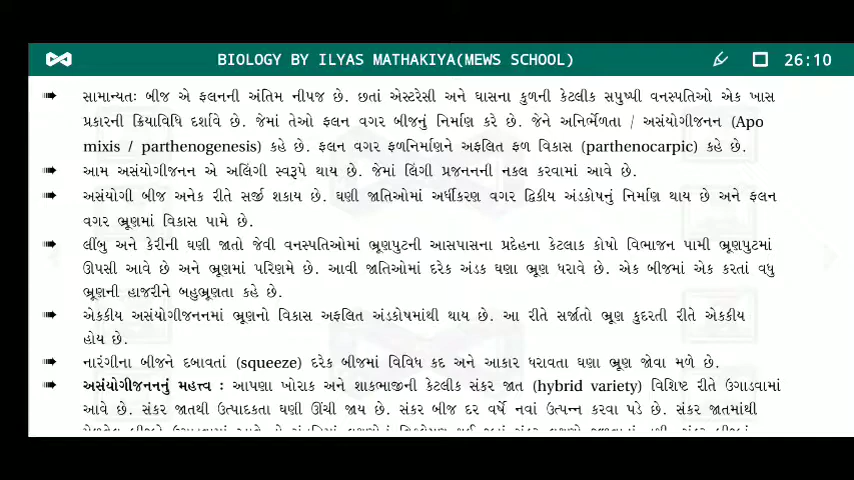 BIOLOGY BY ILYAS MATHAKIYA(MEWS SCHOOL)
26:10
સામાન્યતઃ બીજ એ ફલનની અંતિમ નીપજ છે. છતાં એસ્ટરેસી અને ઘાસના કુળની કેટલીક સપુષ્પી વનસ્પતિઓ એક ખાસ
પ્રકારની ક્રિયાવિધિ દર્શાવે છે. જેમાં તેઓ ફલન વગર બીજનું નિર્માણ કરે છે. જેને અનિર્ભેળતા / અસંયોગીજનન (Apo
mixis / parthenogenesis) કહે છે. ફલન વગર ફળનિર્માણને અફલિત ફળ વિકાસ (parthenocarpic) કહે છે.
આમ અસંયોગીજનન એ અલિંગી સ્વરૂપે થાય છે. જેમાં લિંગી પ્રજનનની નકલ કરવામાં આવે છે.
અસંયોગી બીજ અનેક રીતે સર્જી શકાય છે. ઘણી જાતિઓમાં અર્ધીકરણ વગર દ્વિકીય અંડકોષનું નિર્માણ થાય છે અને ફલન
વગર ભ્રૂણમાં વિકાસ પામે છે.
લીંબુ અને કેરીની ઘણી જાતો જેવી વનસ્પતિઓમાં ભ્રૂણપુટની આસપાસના પ્રદેહના કેટલાક કોષો વિભાજન પામી ભ્રૂણપુટમાં
ઊપસી આવે છે અને ભ્રૂણમાં પરિણમે છે. આવી જાતિઓમાં દરેક અંડક ઘણા ભ્રૂણ ધરાવે છે. એક બીજમાં એક કરતાં વધુ
ભ્રૂણની હાજરીને બહુભ્રૂણતા કહે છે.
એકકીય અસંયોગીજનનમાં ભ્રૂણનો વિકાસ અફલિત અંડકોષમાંથી થાય છે. આ રીતે સર્જાતો ભ્રૂણ કુદરતી રીતે એકકીય
હોય છે.
નારંગીના બીજને દબાવતાં (squeeze) દરેક બીજમાં વિવિધ કદ અને આકાર ધરાવતા ઘણા ભ્રૂણ જોવા મળે છે.
અસંયોગીજનનનું મહત્ત્વ : આપણા ખોરાક અને શાકભાજીની કેટલીક સંકર જાત (hybrid variety) વિશિષ્ટ રીતે ઉગાડવામાં
આવે છે. સંકર જાતથી ઉત્પાદકતા ઘણી ઊંચી જાય છે. સંકર બીજ દર વર્ષે નવાં ઉત્પન્ન કરવા પડે છે. સંકર જાતમાંથી